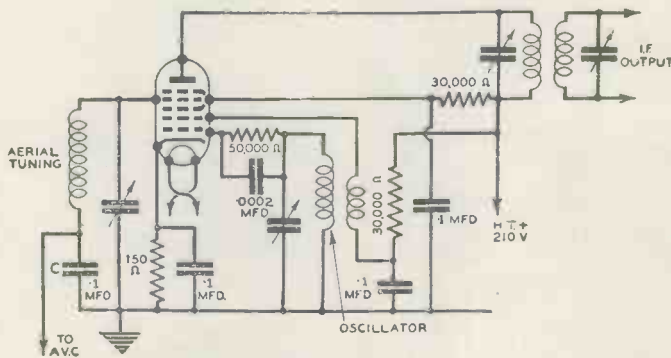 I.F.
OUTPUT
30,000 Ω
AERIAL
TUNING
50,000 Ω
.0002
MFD
30,000 Ω
.1 MFD
H.T.+
210 V
C
.1
MFD
150
Ω
.1
MFD.
.1
MFD
OSCILLATOR
TO
A.V.C